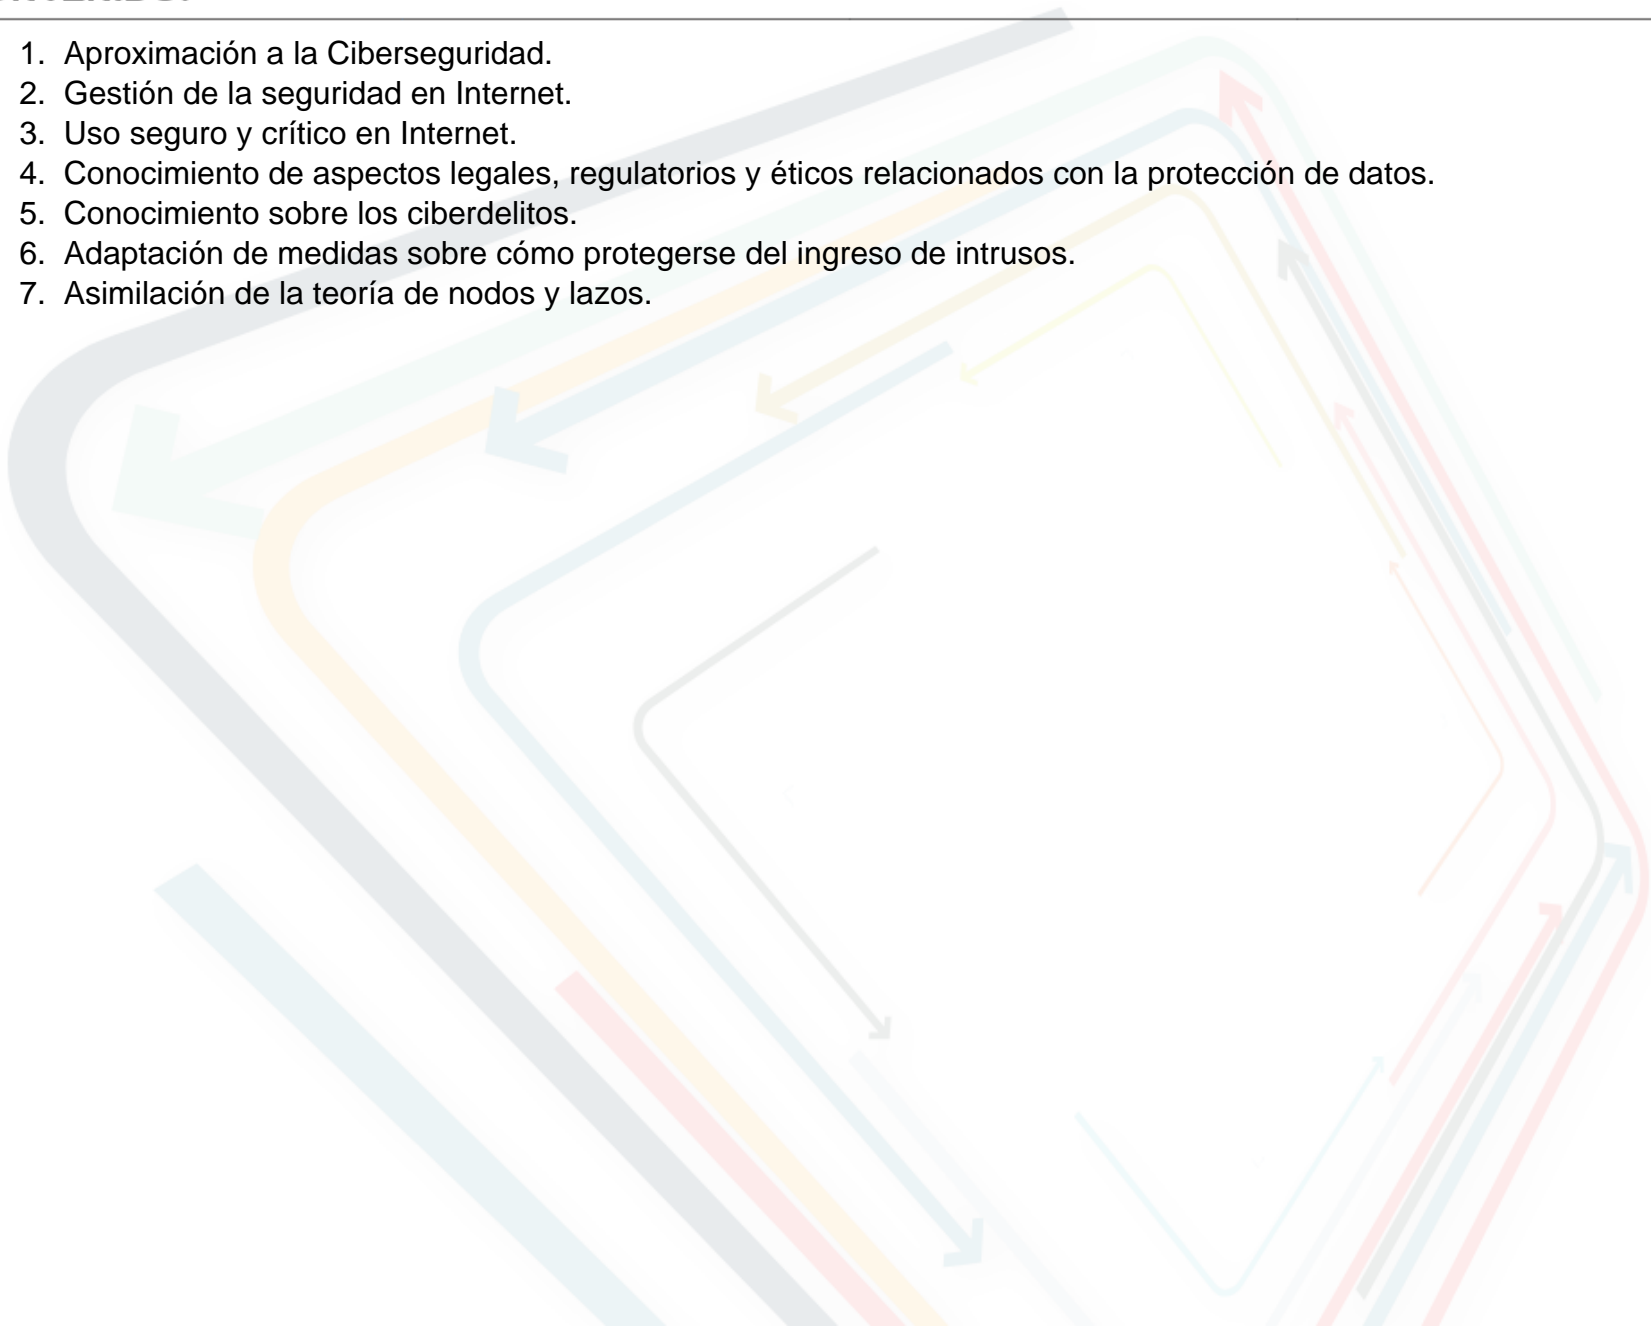 1. Aproximación a la Ciberseguridad.
2. Gestión de la seguridad en Internet.
3. Uso seguro y crítico en Internet.
4. Conocimiento de aspectos legales, regulatorios y éticos relacionados con la protección de datos.
5. Conocimiento sobre los ciberdelitos.
6. Adaptación de medidas sobre cómo protegerse del ingreso de intrusos.
7. Asimilación de la teoría de nodos y lazos.